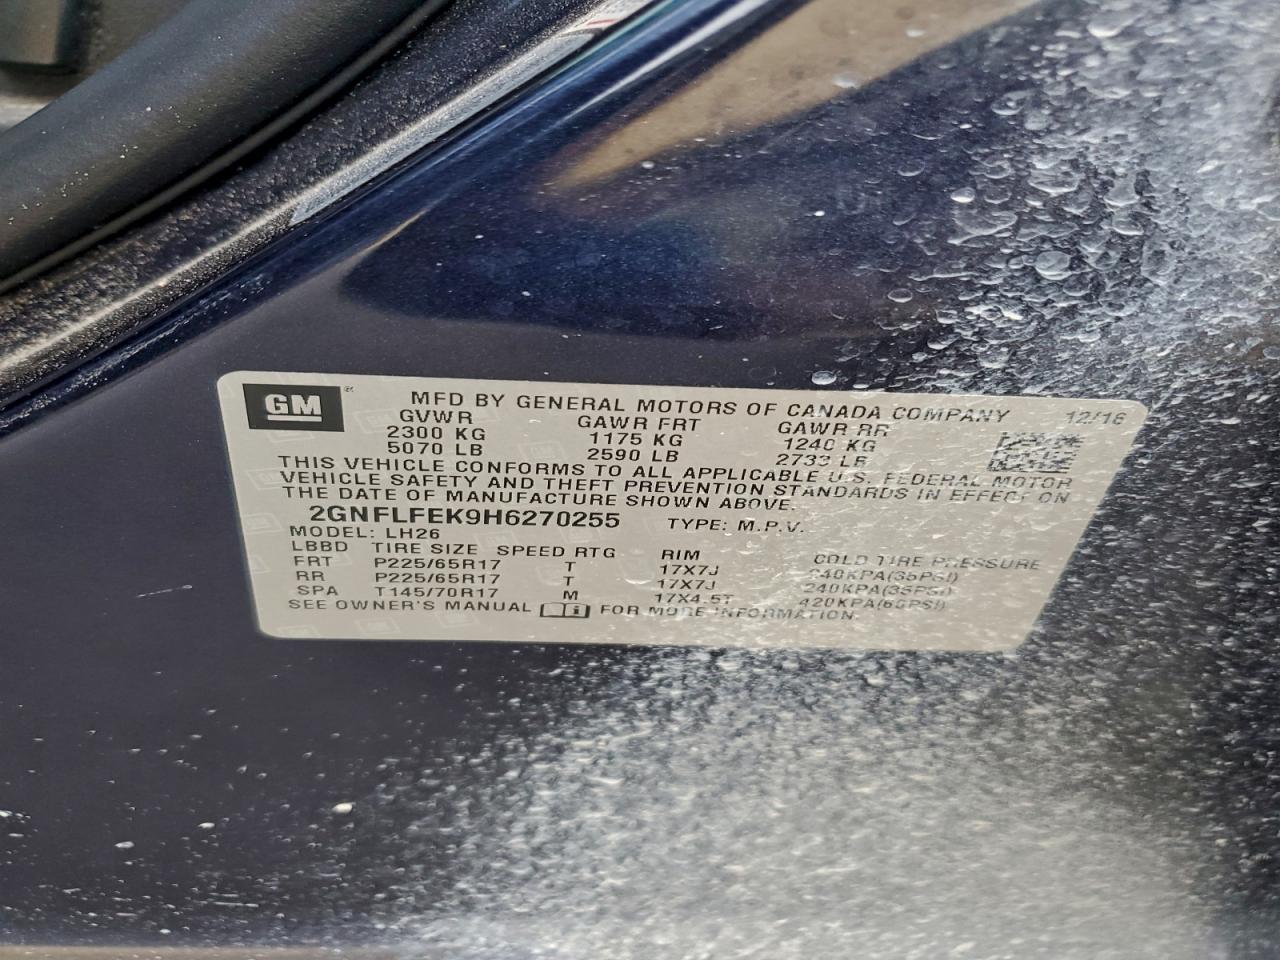 GM MFD BY GENERAL MOTORS OF CANADA COMPANY 12/16
GVWR GAWR FRT GAWR RR
2300 KG 1175 KG 1240 KG
5070 LB 2590 LB 2733 LB
THIS VEHICLE CONFORMS TO ALL APPLICABLE U.S. FEDERAL MOTOR
VEHICLE SAFETY AND THEFT PREVENTION STANDARDS IN EFFECT ON
THE DATE OF MANUFACTURE SHOWN ABOVE.
2GNFLFEK9H6270255 TYPE: M.P.V.
MODEL: LH26
LBBD TIRE SIZE SPEED RTG RIM COLD TIRE PRESSURE
FRT P225/65R17 T 17X7J 240KPA(35PSI)
RR P225/65R17 T 17X7J 240KPA(35PSI)
SPA T145/70R17 M 17X4.5T 420KPA(60PSI)
SEE OWNER'S MANUAL FOR MORE INFORMATION.